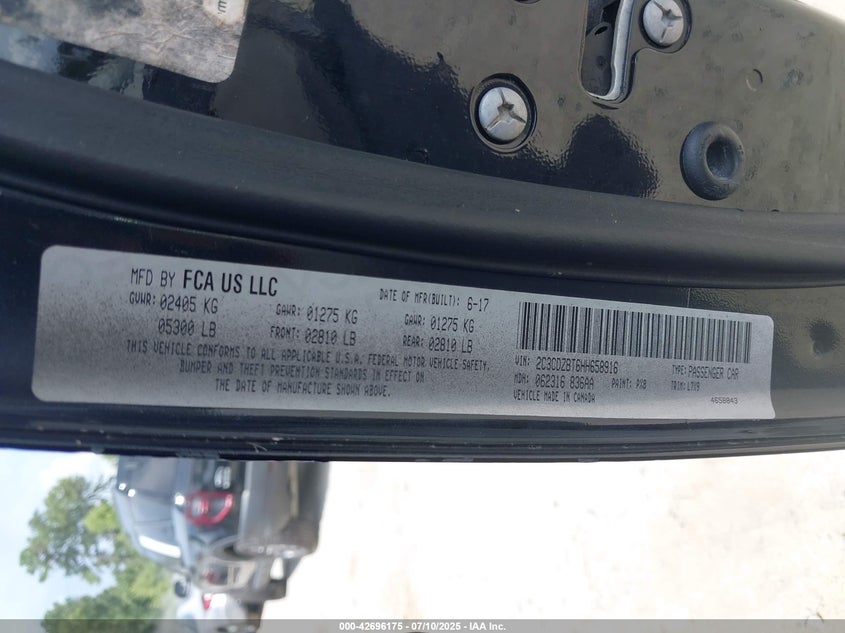 MFD BY FCA US LLC
DATE OF MFR(BUILT): 6-17
GVWR: 02405 KG
GAWR: 01275 KG
GAWR: 01275 KG
05300 LB
FRONT: 02810 LB
REAR: 02810 LB
THIS VEHICLE CONFORMS TO ALL APPLICABLE U.S.A. FEDERAL MOTOR VEHICLE SAFETY,
BUMPER AND THEFT PREVENTION STANDARDS IN EFFECT ON
THE DATE OF MANUFACTURE SHOWN ABOVE.
VIN: 2C3CDZBT6HH658916
TYPE: PASSENGER CAR
MDH: 062316 836AA
PAINT: PX8
TRIM: L7X9
VEHICLE MADE IN CANADA
4658843
000-42696175 — 07/10/2025 — IAA Inc.